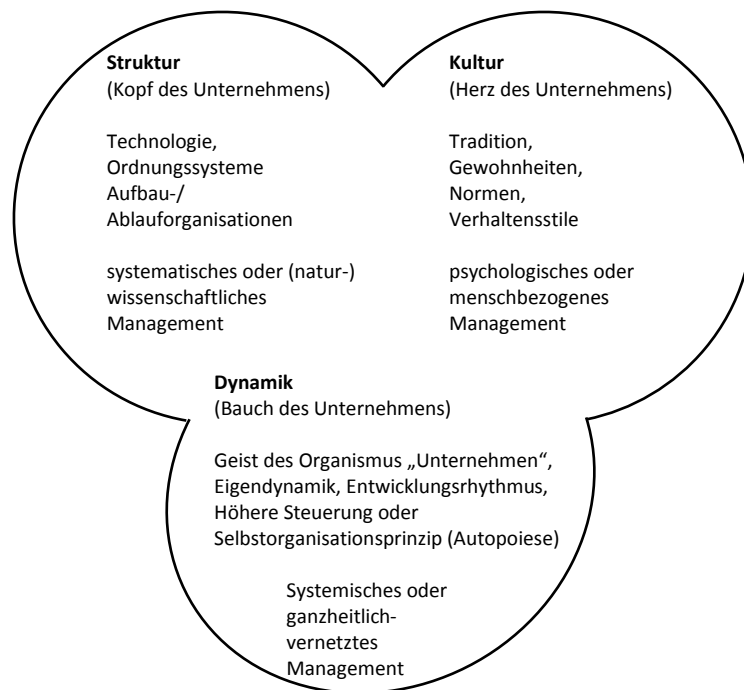 Struktur
(Kopf des Unternehmens)
Technologie,
Ordnungssysteme
Aufbau-/
Ablauforganisationen
systematisches oder (natur-)
wissenschaftliches
Management
Kultur
(Herz des Unternehmens)
Tradition,
Gewohnheiten,
Normen,
Verhaltensstile
psychologisches oder
menschbezogenes
Management
Dynamik
(Bauch des Unternehmens)
Geist des Organismus „Unternehmen“,
Eigendynamik, Entwicklungsrhythmus,
Höhere Steuerung oder
Selbstorganisationsprinzip (Autopoiese)
Systemisches oder
ganzheitlich-
vernetztes
Management